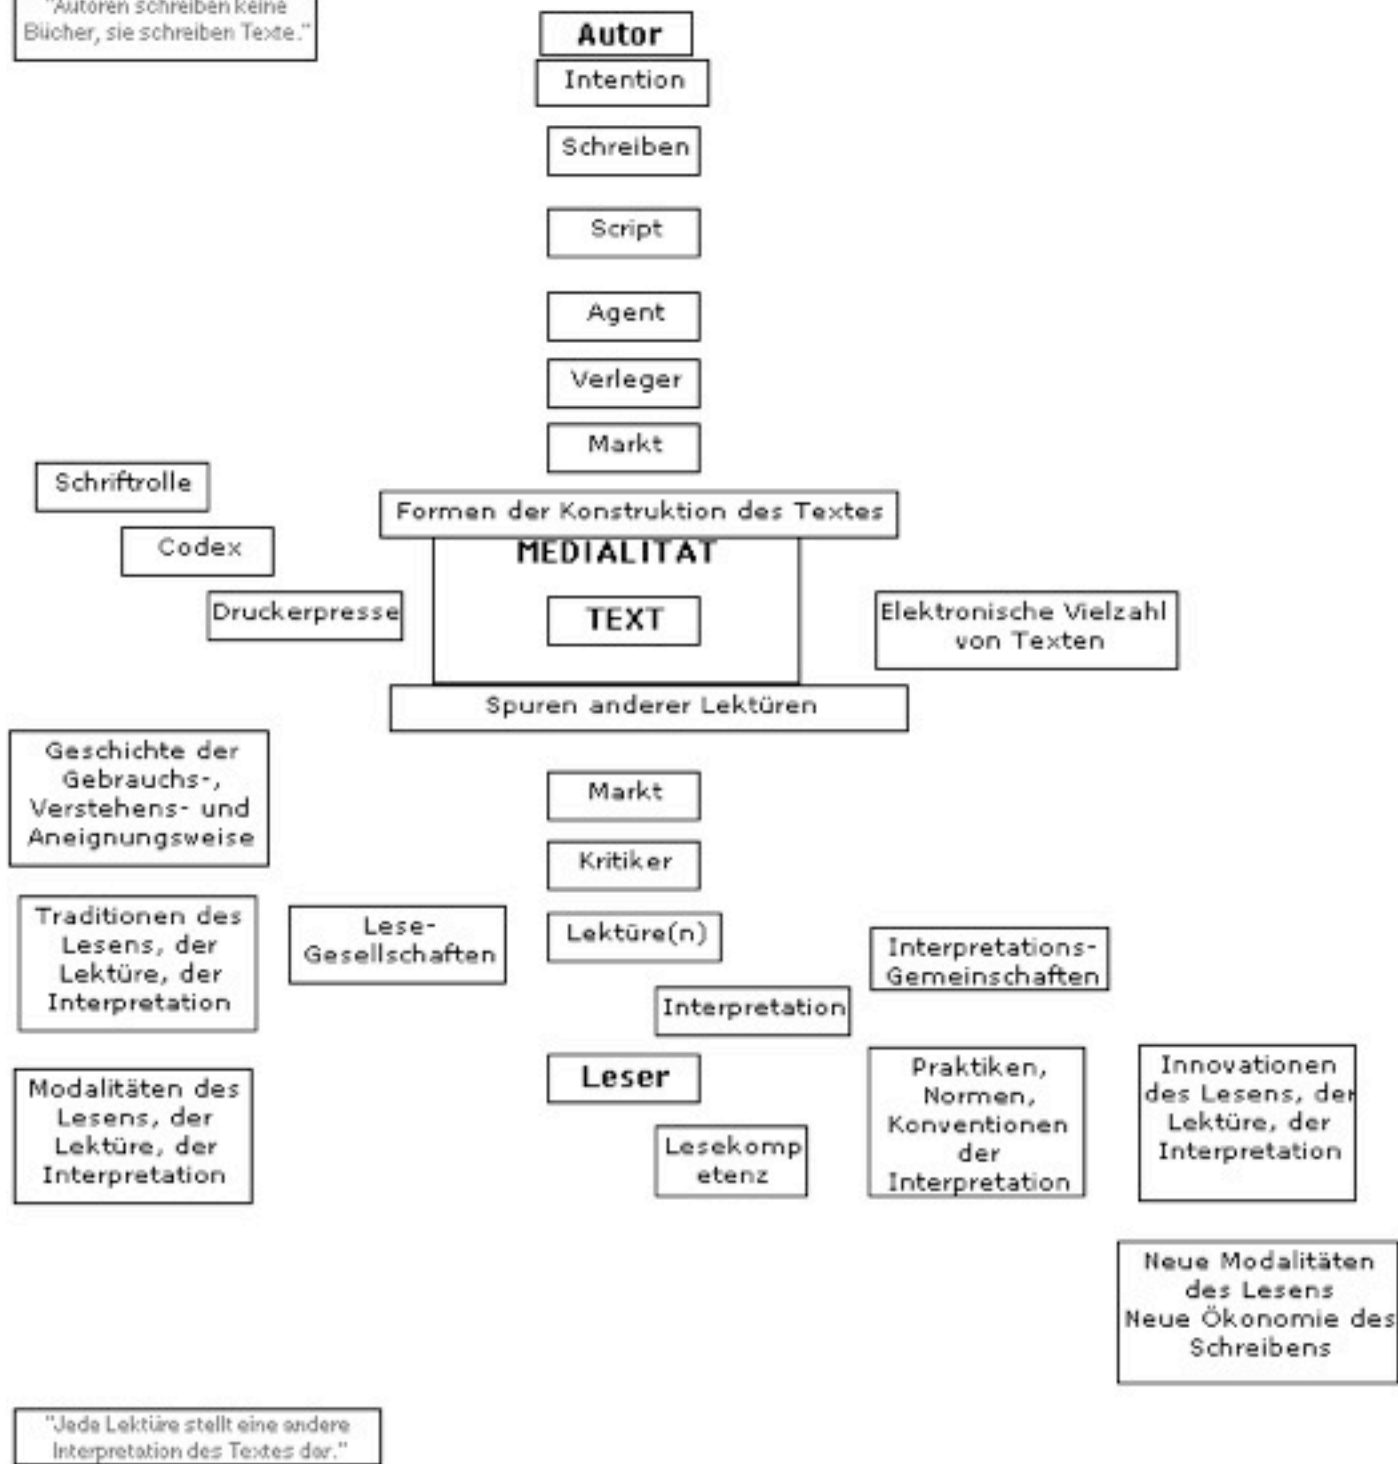 "Autoren schreiben keine
Bücher, sie schreiben Texte."
Autor
Intention
Schreiben
Script
Agent
Verleger
Markt
Schriftrolle
Formen der Konstruktion des Textes
Codex
MEDIALITÄT
Druckerpresse
TEXT
Elektronische Vielzahl
von Texten
Spuren anderer Lektüren
Geschichte der
Gebrauchs-,
Verstehens- und
Aneignungsweise
Markt
Kritiker
Traditionen des
Lesens, der
Lektüre, der
Interpretation
Lese-
Gesellschaften
Lektüre(n)
Interpretations-
Gemeinschaften
Interpretation
Leser
Modalitäten des
Lesens, der
Lektüre, der
Interpretation
Lesekomp
etenz
Praktiken,
Normen,
Konventionen
der
Interpretation
Innovationen
des Lesens, der
Lektüre, der
Interpretation
Neue Modalitäten
des Lesens
Neue Ökonomie des
Schreibens
"Jede Lektüre stellt eine andere
Interpretation des Textes dar."